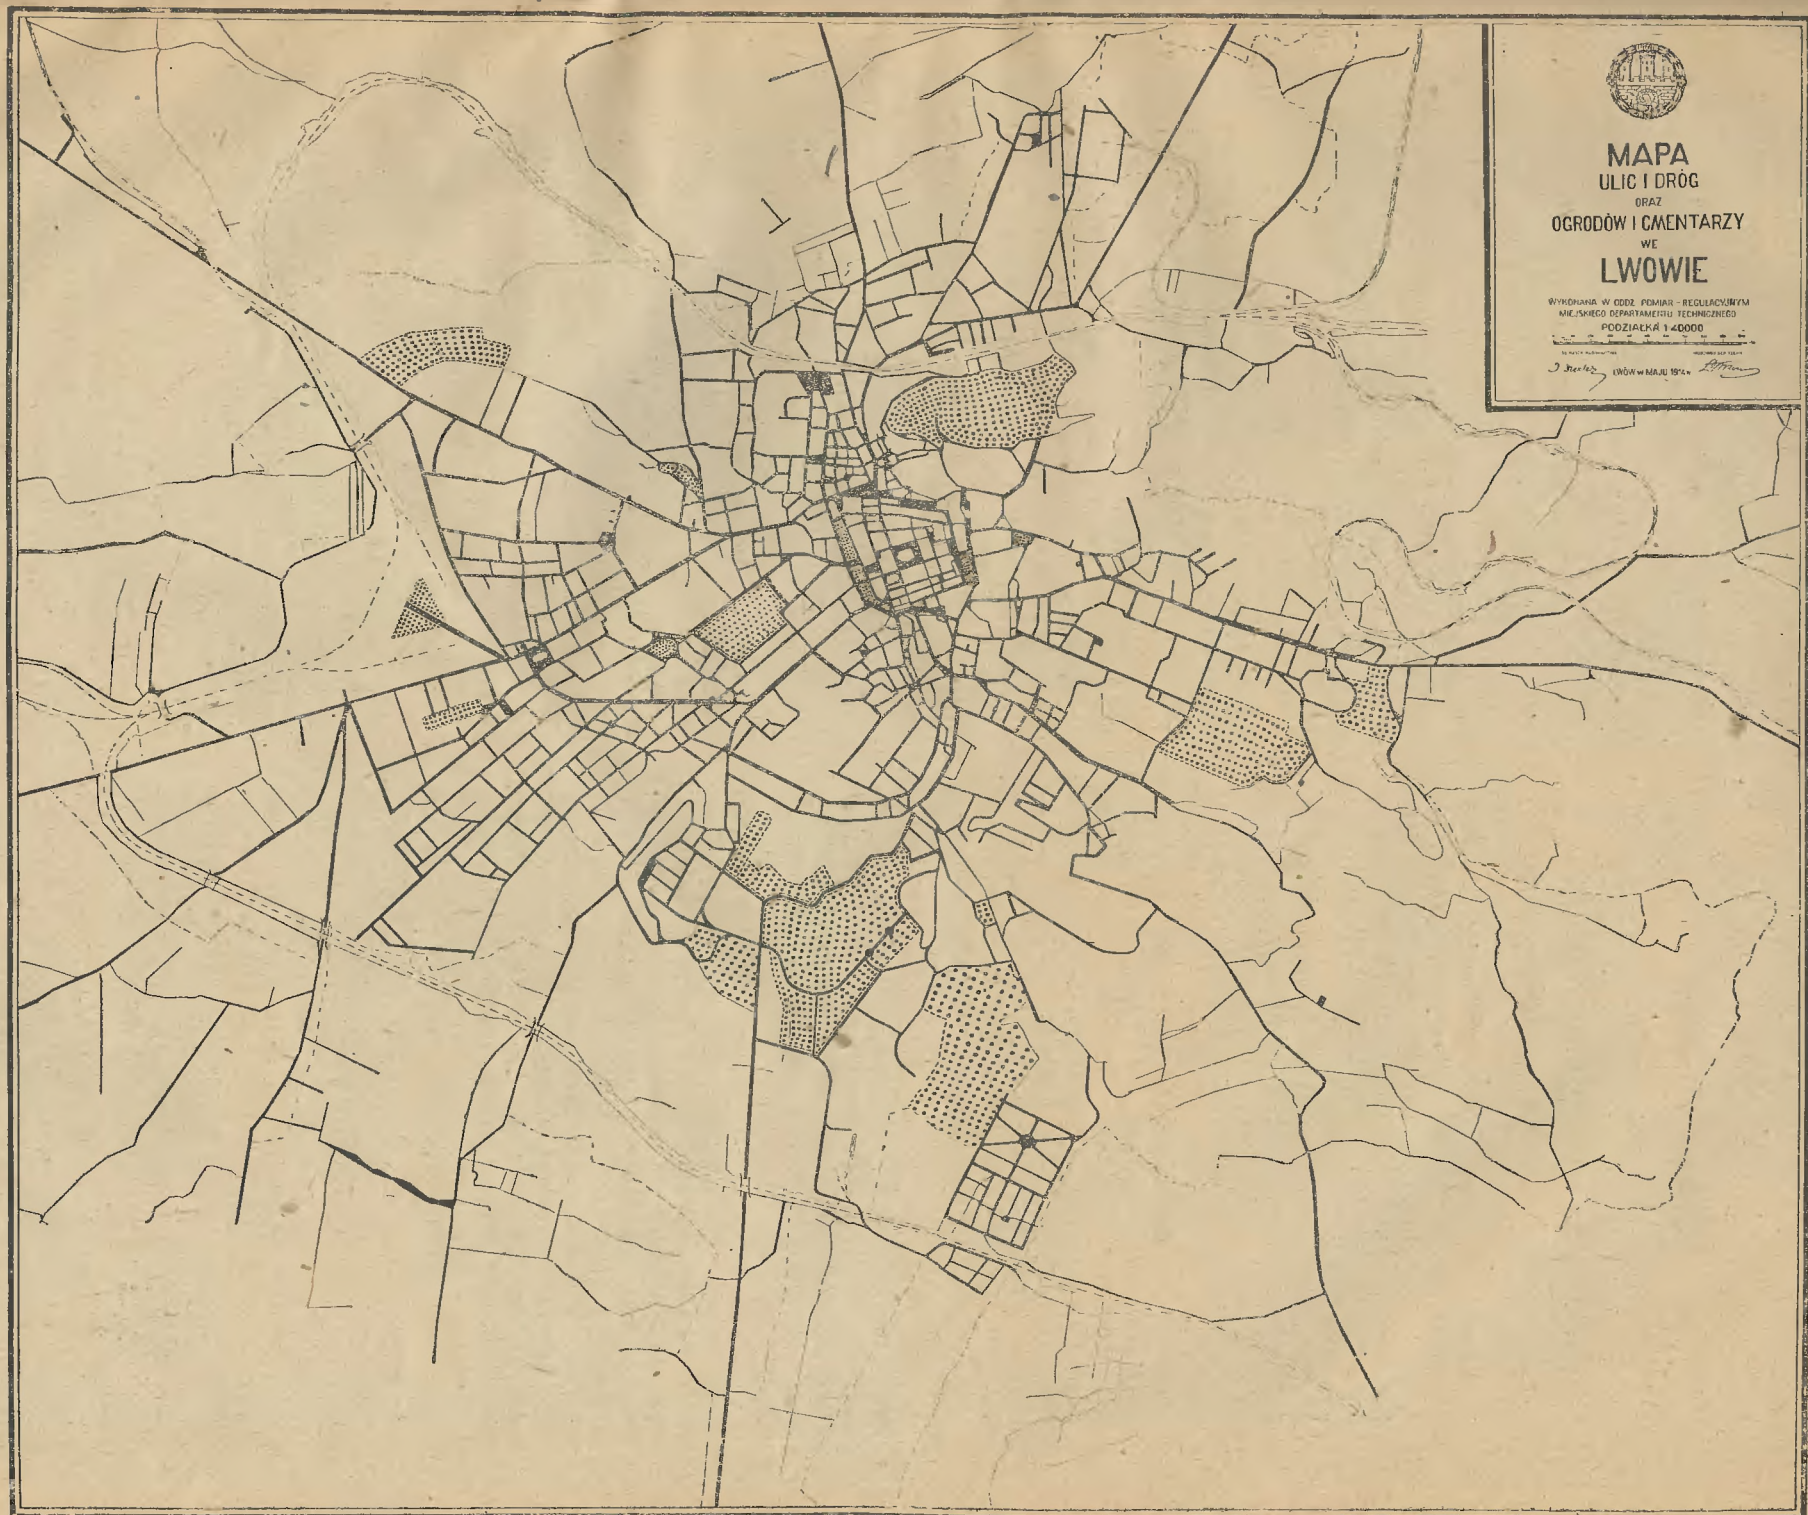 MAPA
ULIC I DRÓG
ORAZ
OGRODÓW I CMENTARZY
WE
LWOWIE
WYKONANA W ODDZ. POMIAR-REGULACYJNYM
MIEJSKIEGO DEPARTAMENTU TECHNICZNEGO
PODZIAŁKA 1:40000
LWÓW w MAJU